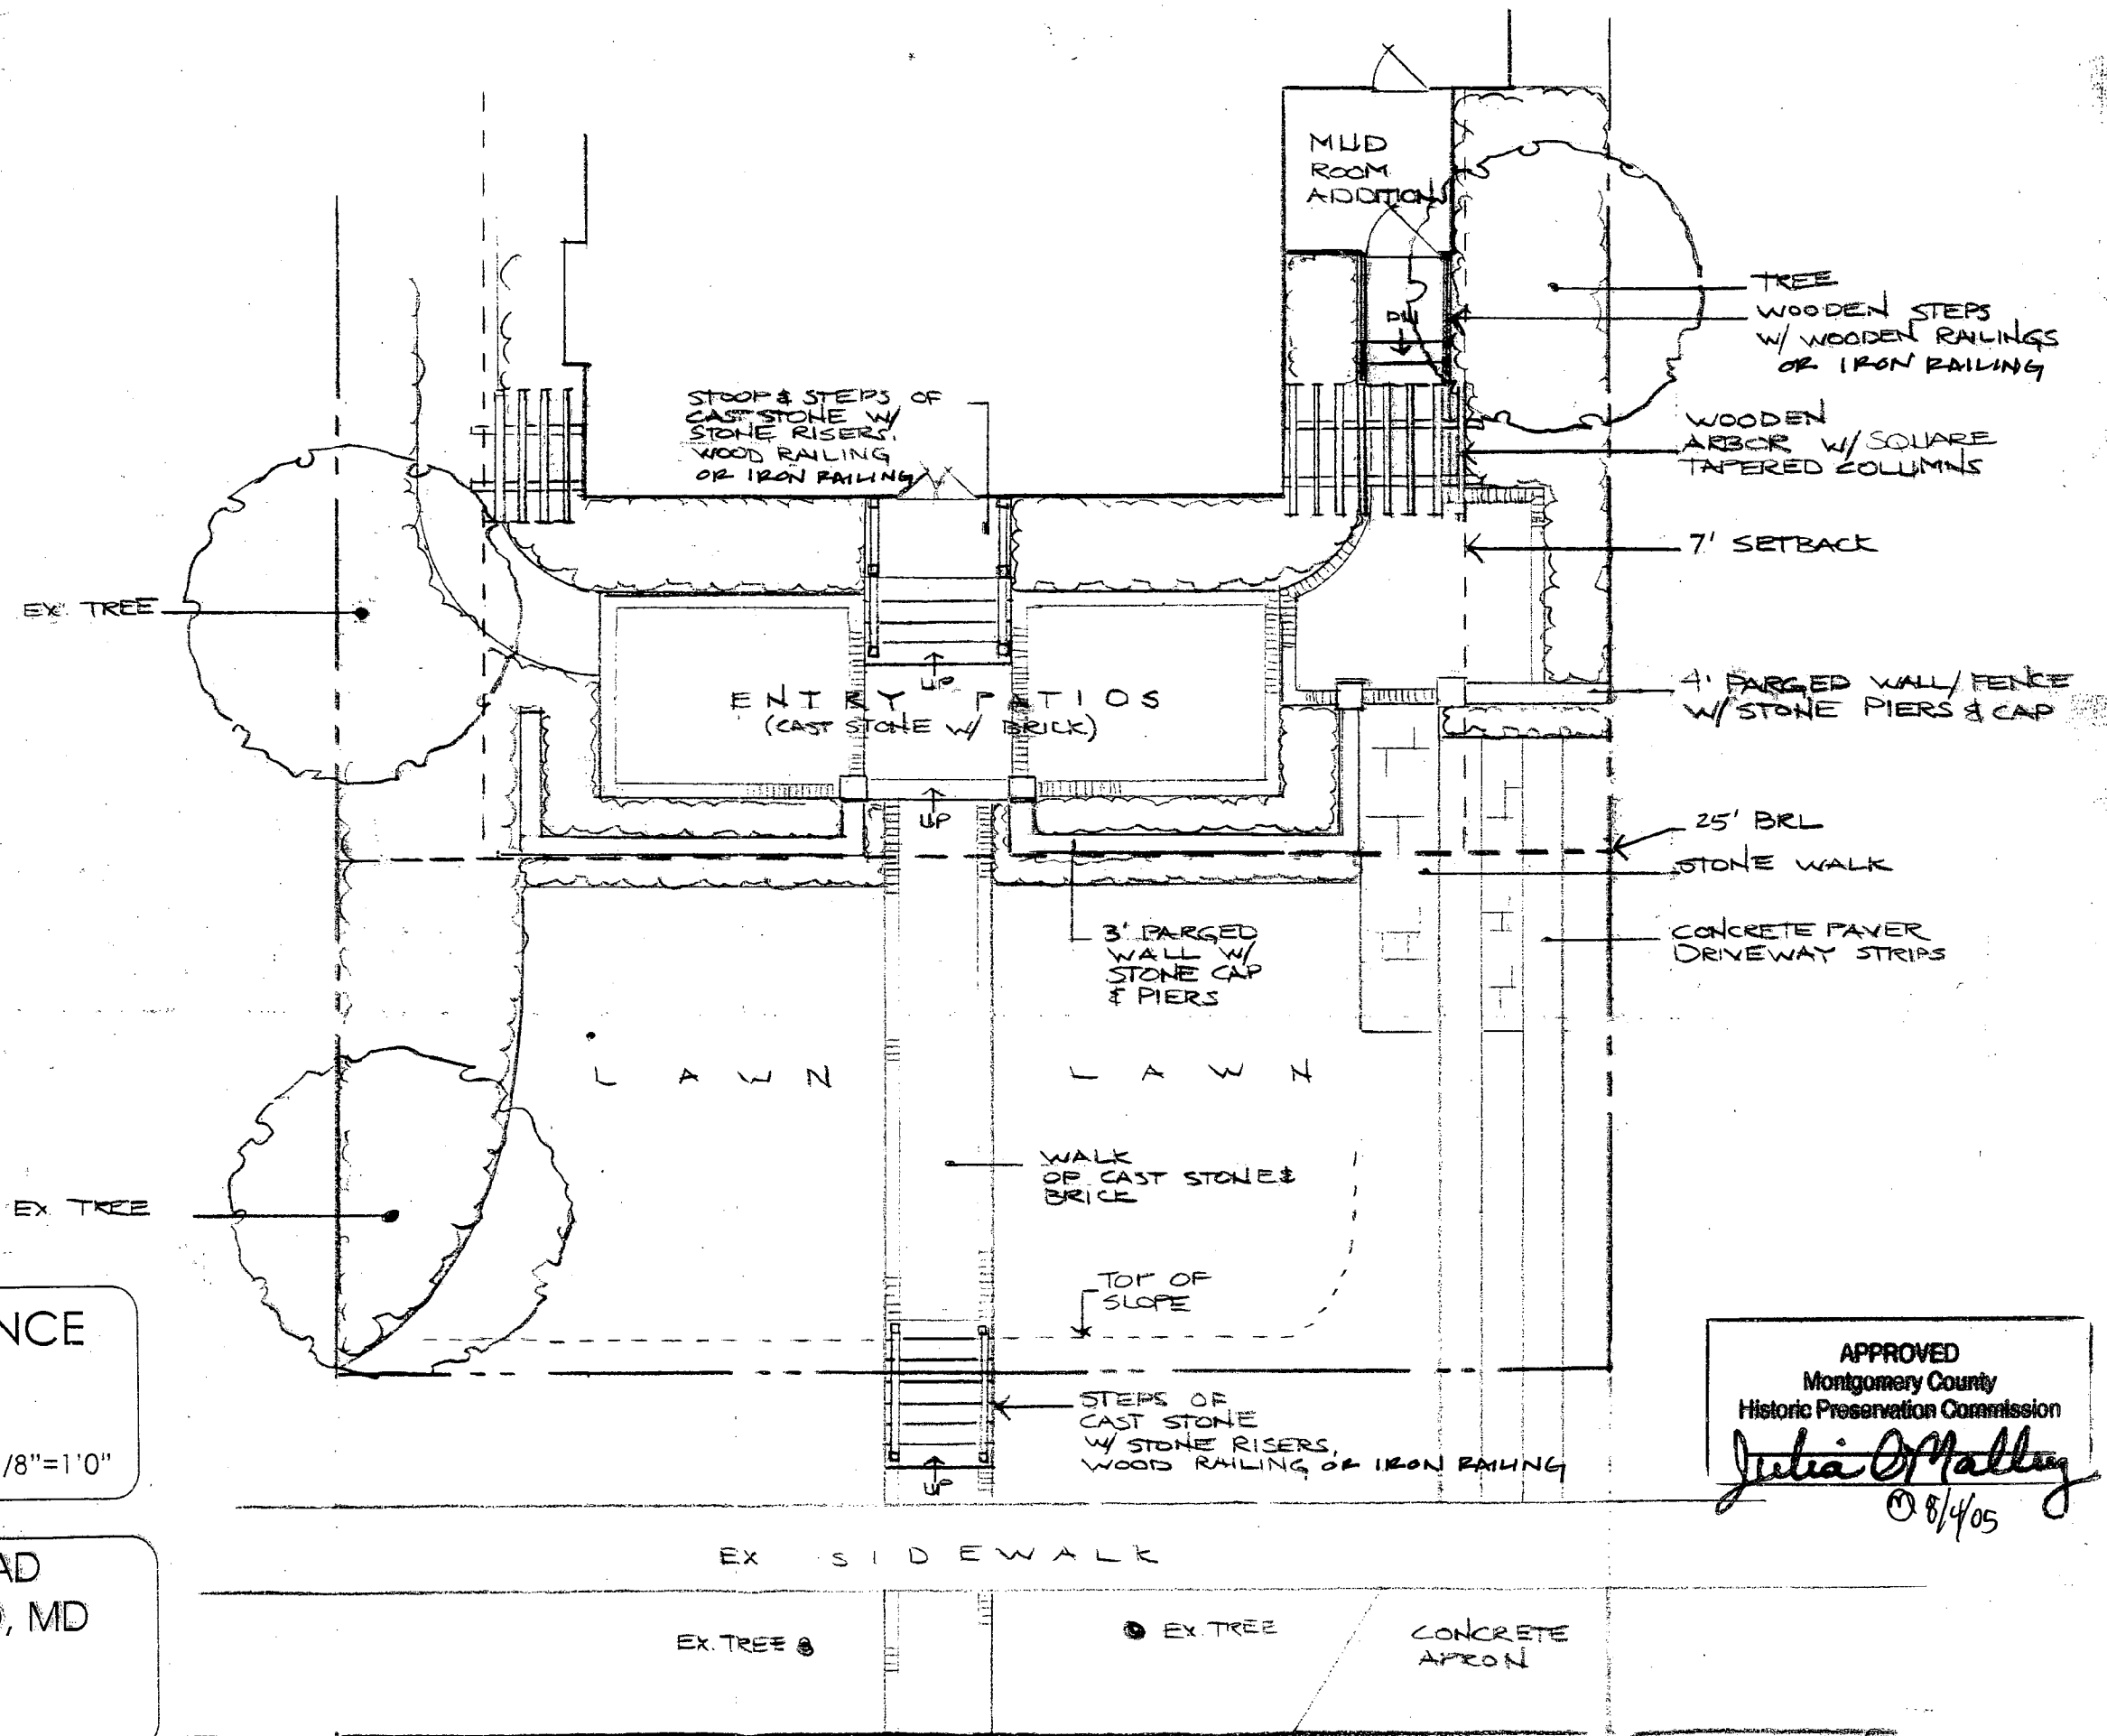 MUD
ROOM
ADDITION
TREE
WOODEN STEPS
W/ WOODEN RAILINGS
OR IRON RAILING
DN
STOOP & STEPS OF
CAST STONE W/
STONE RISERS,
WOOD RAILING
OR IRON RAILING
WOODEN
ARBOR W/ SQUARE
TAPERED COLUMNS
7' SETBACK
EX. TREE
UP
ENTRY PATIOS
(CAST STONE W/ BRICK)
4' PARGED WALL/FENCE
W/ STONE PIERS & CAP
UP
25' BRL
STONE WALK
3' PARGED
WALL W/
STONE CAP
& PIERS
CONCRETE PAVER
DRIVEWAY STRIPS
LAWN
LAWN
WALK
OF CAST STONE &
BRICK
EX. TREE
TOP OF
SLOPE
NCE
/8"=1'0"
STEPS OF
CAST STONE
W/ STONE RISERS,
WOOD RAILING OR IRON RAILING
UP
APPROVED
Montgomery County
Historic Preservation Commission
Julia O'Malley
8/4/05
EX SIDEWALK
AD
, MD
EX. TREE
EX. TREE
CONCRETE
APRON